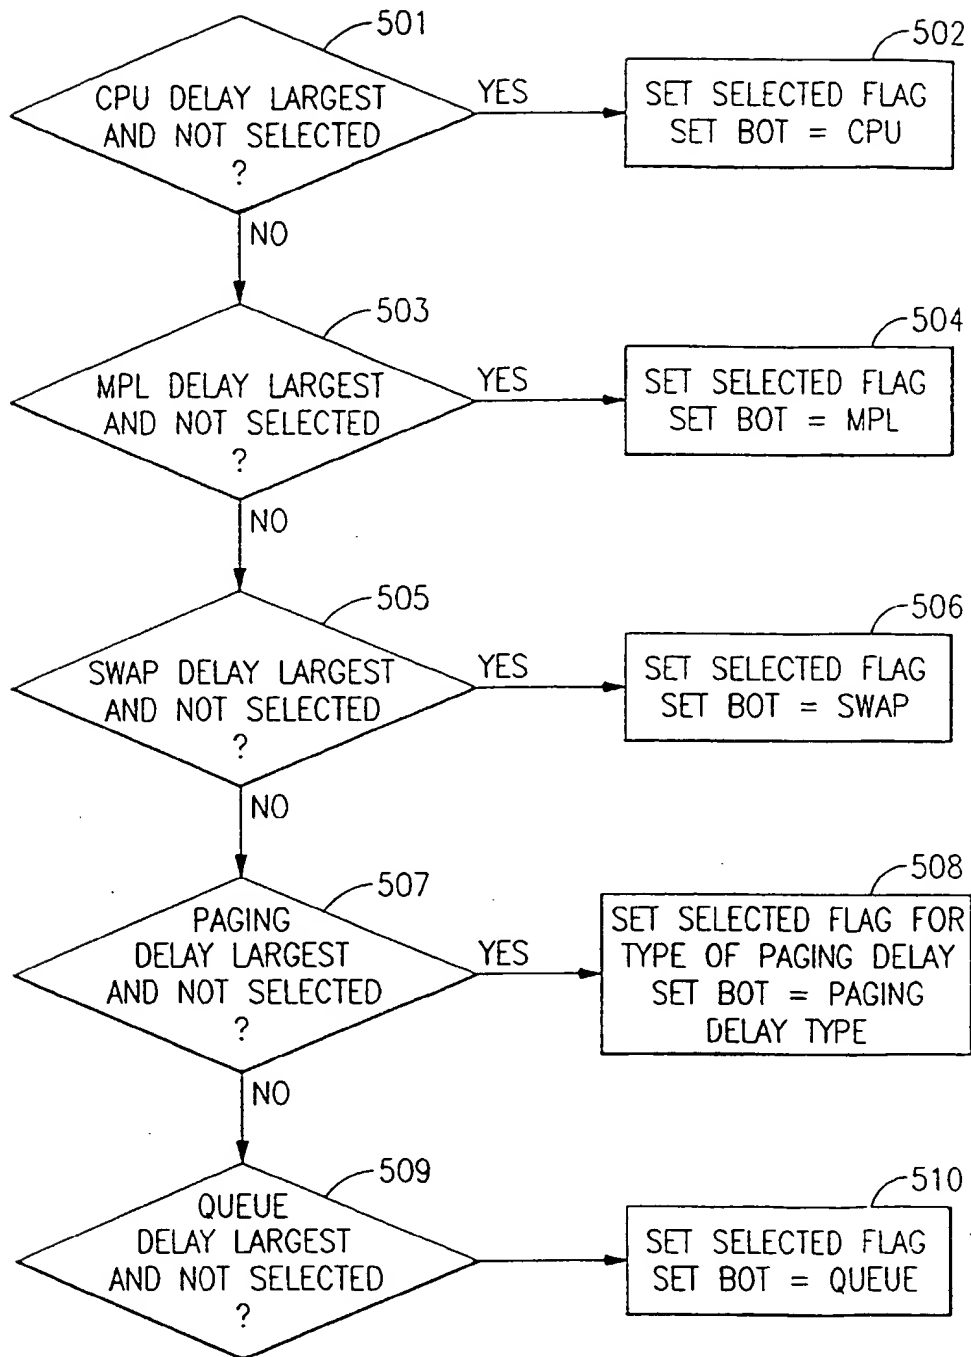 501
CPU DELAY LARGEST
AND NOT SELECTED
?
YES
502
SET SELECTED FLAG
SET BOT = CPU
NO
503
MPL DELAY LARGEST
AND NOT SELECTED
?
YES
504
SET SELECTED FLAG
SET BOT = MPL
NO
505
SWAP DELAY LARGEST
AND NOT SELECTED
?
YES
506
SET SELECTED FLAG
SET BOT = SWAP
NO
507
PAGING
DELAY LARGEST
AND NOT SELECTED
?
YES
508
SET SELECTED FLAG FOR
TYPE OF PAGING DELAY
SET BOT = PAGING
DELAY TYPE
NO
509
QUEUE
DELAY LARGEST
AND NOT SELECTED
?
510
SET SELECTED FLAG
SET BOT = QUEUE